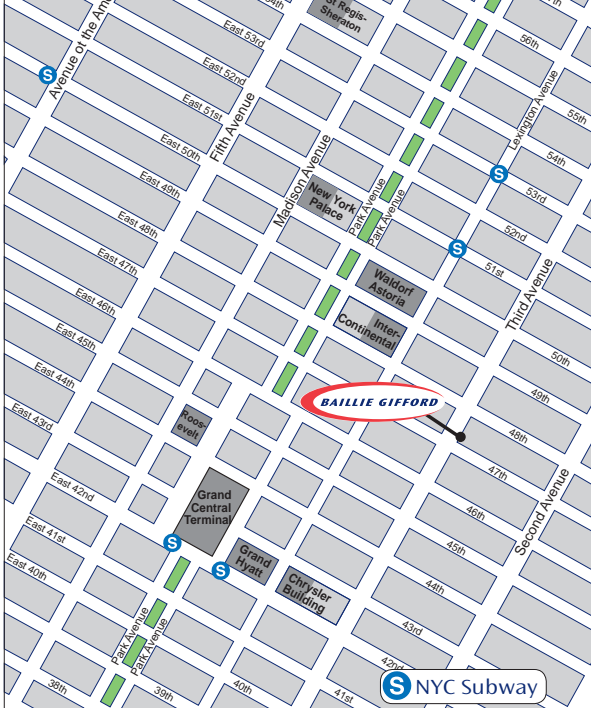 54th
St Regis-
Sheraton
East 53rd
East 52nd
East 51st
East 50th
East 49th
East 48th
East 47th
East 46th
East 45th
East 44th
East 43rd
East 42nd
East 41st
East 40th
38th
39th
40th
41st
42nd
43rd
44th
45th
46th
47th
48th
49th
50th
51st
52nd
53rd
54th
55th
56th
Avenue ot the Am
Fifth Avenue
Madison Avenue
Park Avenue
Park Avenue
Lexington Avenue
Third Avenue
Second Avenue
S
S
S
New York
Palace
Waldorf
Astoria
Inter-
Continental
BAILLIE GIFFORD
Roos-
evelt
Grand
Central
Terminal
S
S
Grand
Hyatt
Chrysler
Building
Park Avenue
Park Avenue
S NYC Subway